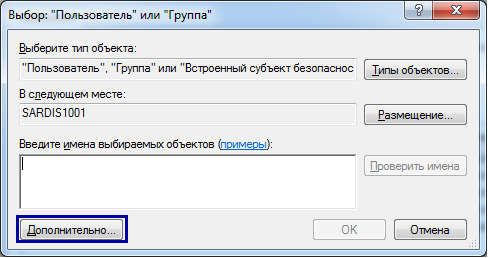 Выбор: "Пользователь" или "Группа"
Выберите тип объекта:
"Пользователь", "Группа" или "Встроенный субъект безопаснос
Типы объектов...
В следующем месте:
SARDIS1001
Размещение...
Введите имена выбираемых объектов (примеры):
Проверить имена
Дополнительно...
ОК
Отмена